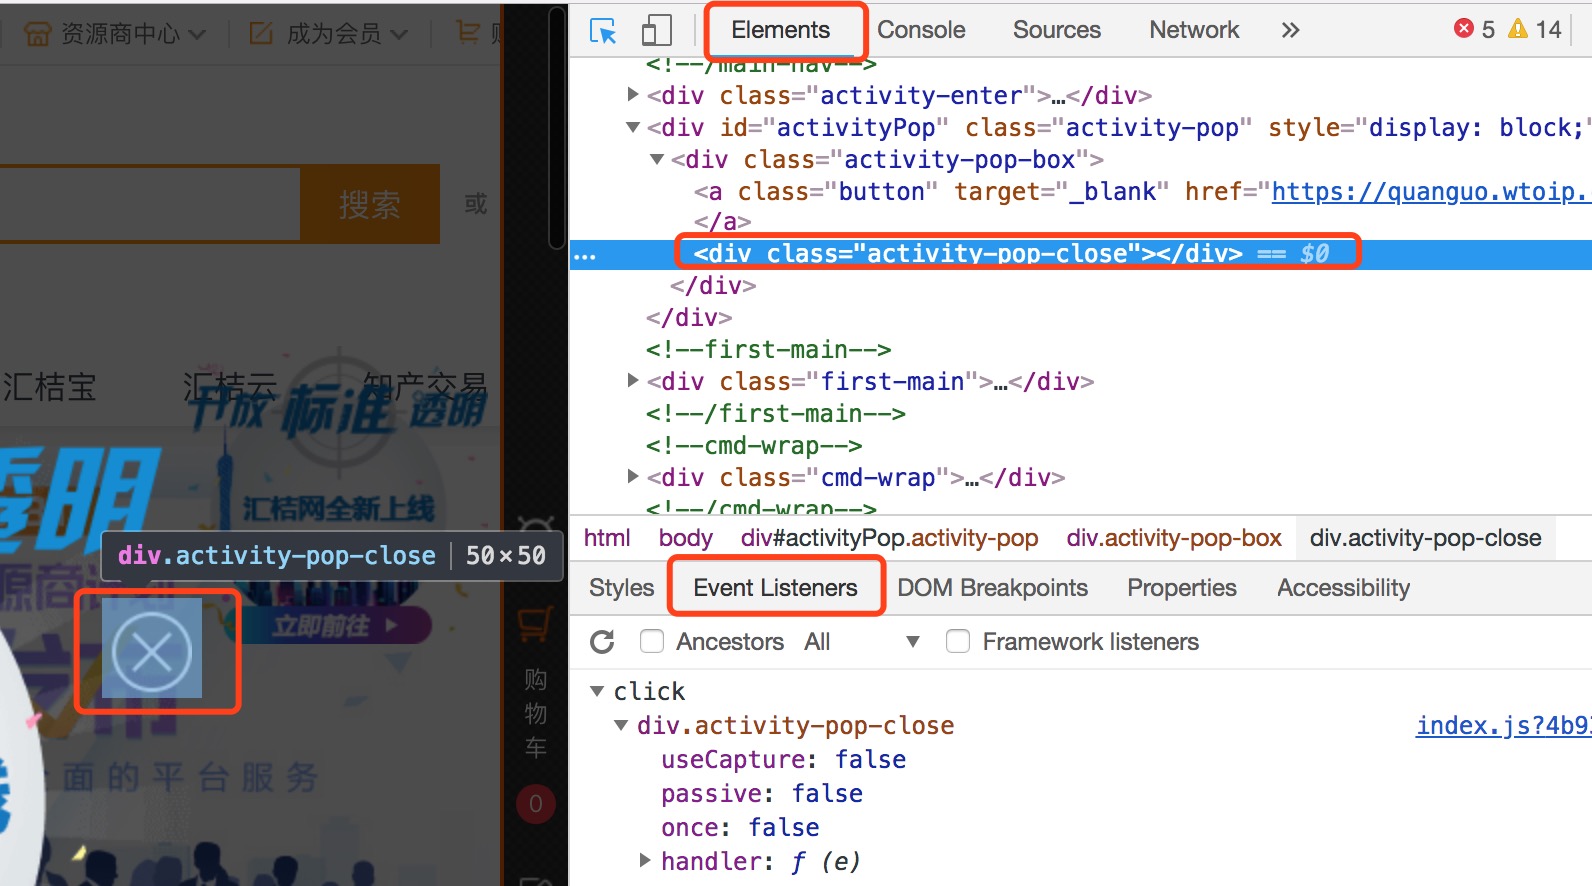 资源商中心
成为会员
搜索
或
汇桔宝
汇桔云
知产交易
开放 标准 透明
透明
汇桔网全新上线
div.activity-pop-close 50×50
立即前往
面的平台服务
购
物
车
0
Elements
Console
Sources
Network
»
5
14
<!--/main-nav-->
<div class="activity-enter">…</div>
<div id="activityPop" class="activity-pop" style="display: block;"
<div class="activity-pop-box">
<a class="button" target="_blank" href="https://quanguo.wtoip.
</a>
<div class="activity-pop-close"></div> == $0
</div>
</div>
<!--first-main-->
<div class="first-main">…</div>
<!--/first-main-->
<!--cmd-wrap-->
<div class="cmd-wrap">…</div>
<!--/cmd-wrap-->
html body div#activityPop.activity-pop div.activity-pop-box div.activity-pop-close
Styles Event Listeners DOM Breakpoints Properties Accessibility
Ancestors All Framework listeners
click
div.activity-pop-close index.js?4b93
useCapture: false
passive: false
once: false
handler: ƒ (e)